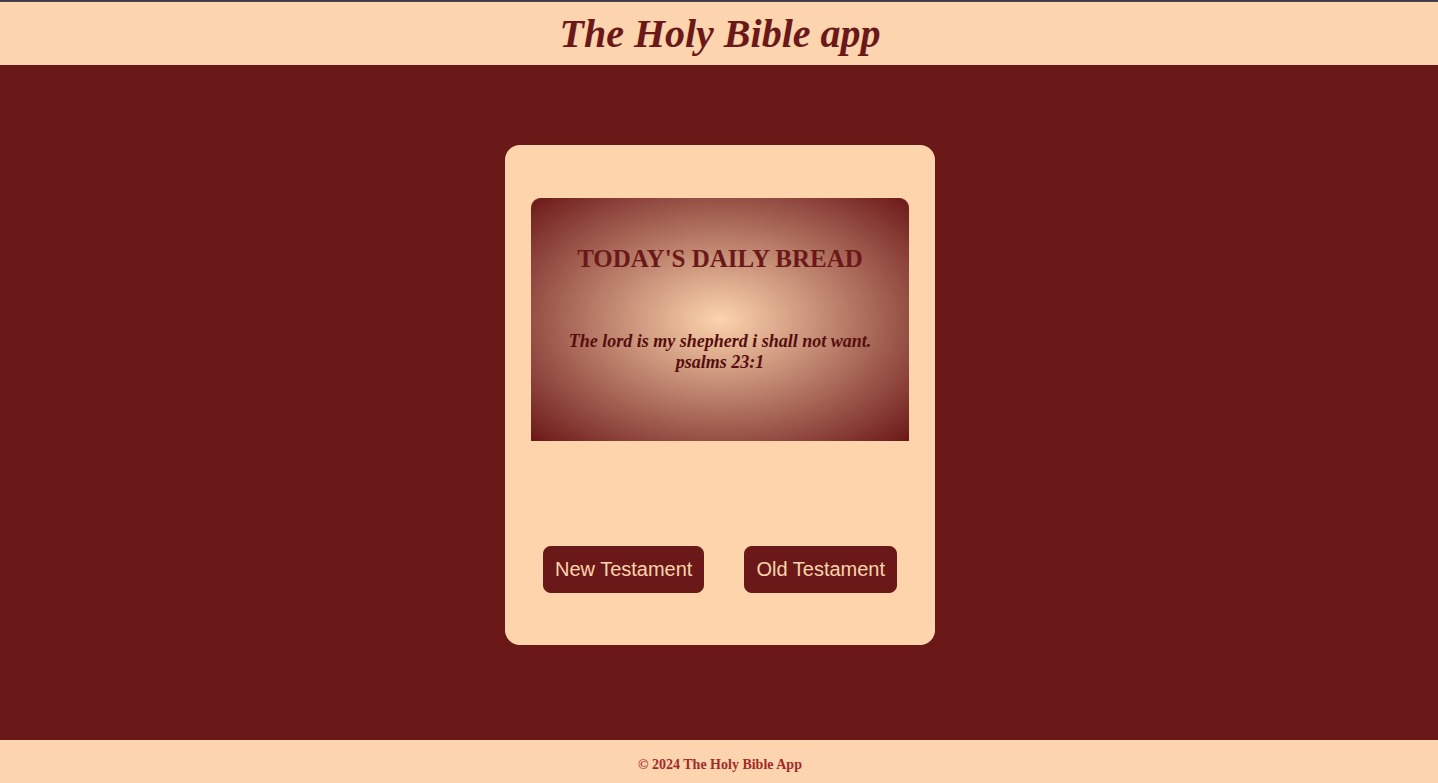 The Holy Bible app
TODAY'S DAILY BREAD
The lord is my shepherd i shall not want.
psalms 23:1
New Testament
Old Testament
© 2024 The Holy Bible App